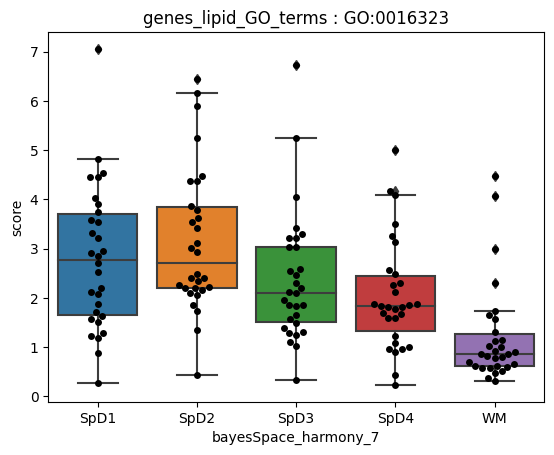 genes_lipid_GO_terms : GO:0016323
7
6
5
4
3
2
1
0
score
SpD1 SpD2 SpD3 SpD4 WM
bayesSpace_harmony_7